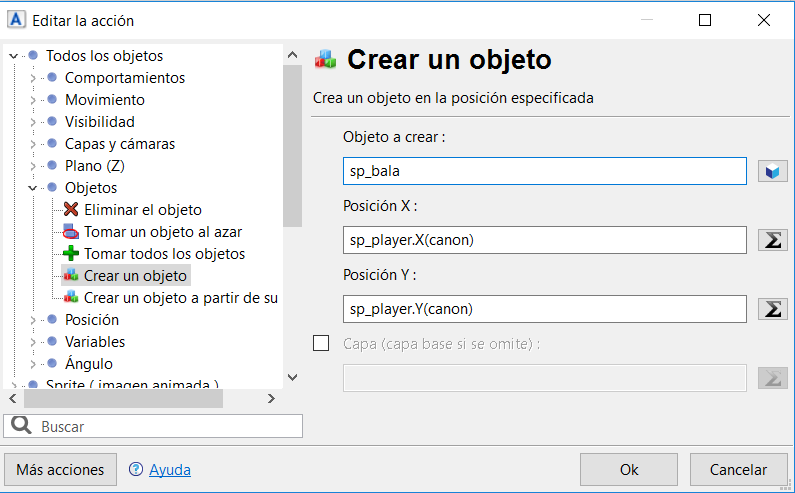 Editar la acción
Todos los objetos
Comportamientos
Movimiento
Visibilidad
Capas y cámaras
Plano (Z)
Objetos
Eliminar el objeto
Tomar un objeto al azar
Tomar todos los objetos
Crear un objeto
Crear un objeto a partir de su
Posición
Variables
Ángulo
Sprite ( imagen animada )
Buscar
Crear un objeto
Crea un objeto en la posición especificada
Objeto a crear :
sp_bala
Posición X :
sp_player.X(canon)
Posición Y :
sp_player.Y(canon)
Capa (capa base si se omite) :
Más acciones
Ayuda
Ok
Cancelar